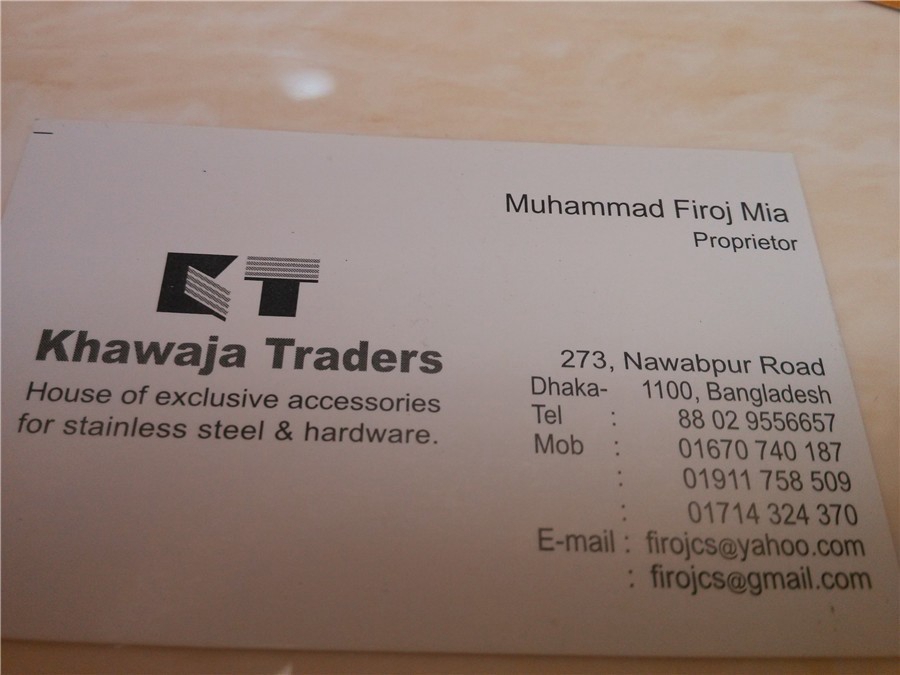 Muhammad Firoj Mia
Proprietor
KT
Khawaja Traders
House of exclusive accessories
for stainless steel & hardware.
273, Nawabpur Road
Dhaka- 1100, Bangladesh
Tel : 88 02 9556657
Mob : 01670 740 187
: 01911 758 509
: 01714 324 370
E-mail : firojcs@yahoo.com
: firojcs@gmail.com